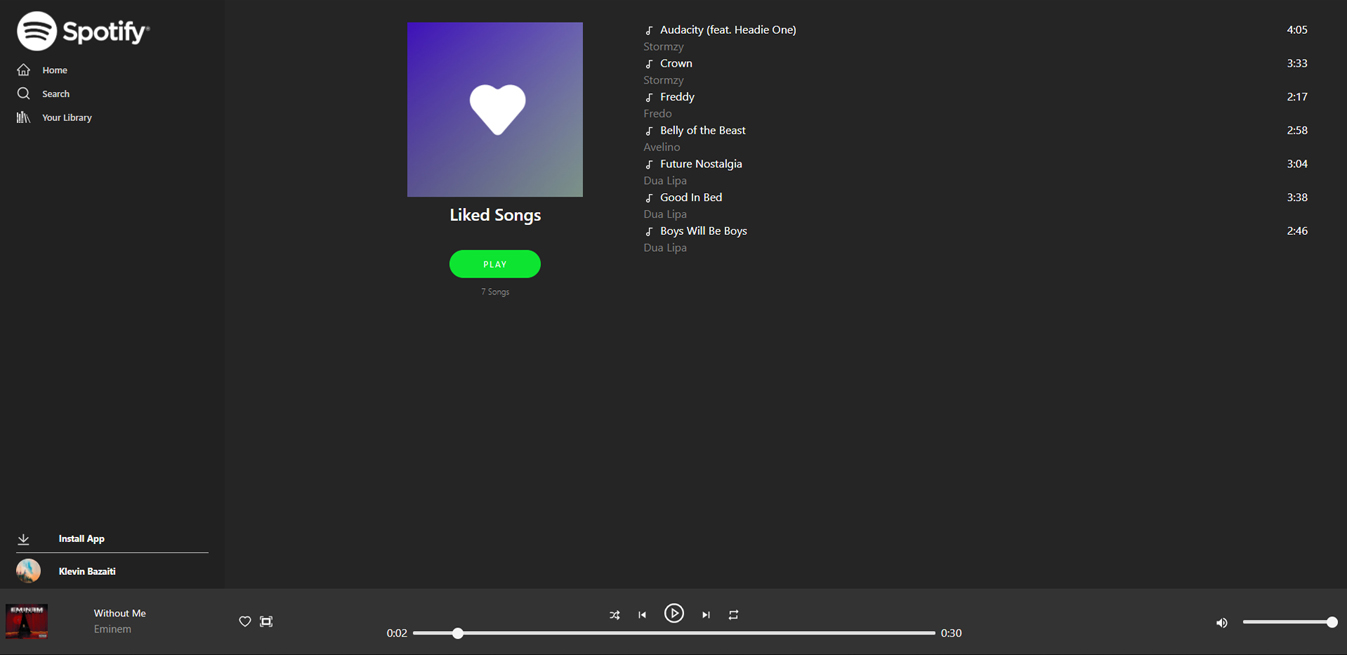 Spotify®
Home
Search
Your Library
Install App
Klevin Bazaiti
Liked Songs
PLAY
7 Songs
Audacity (feat. Headie One) 4:05
Stormzy
Crown 3:33
Stormzy
Freddy 2:17
Fredo
Belly of the Beast 2:58
Avelino
Future Nostalgia 3:04
Dua Lipa
Good In Bed 3:38
Dua Lipa
Boys Will Be Boys 2:46
Dua Lipa
EMINEM
Without Me
Eminem
0:02 0:30